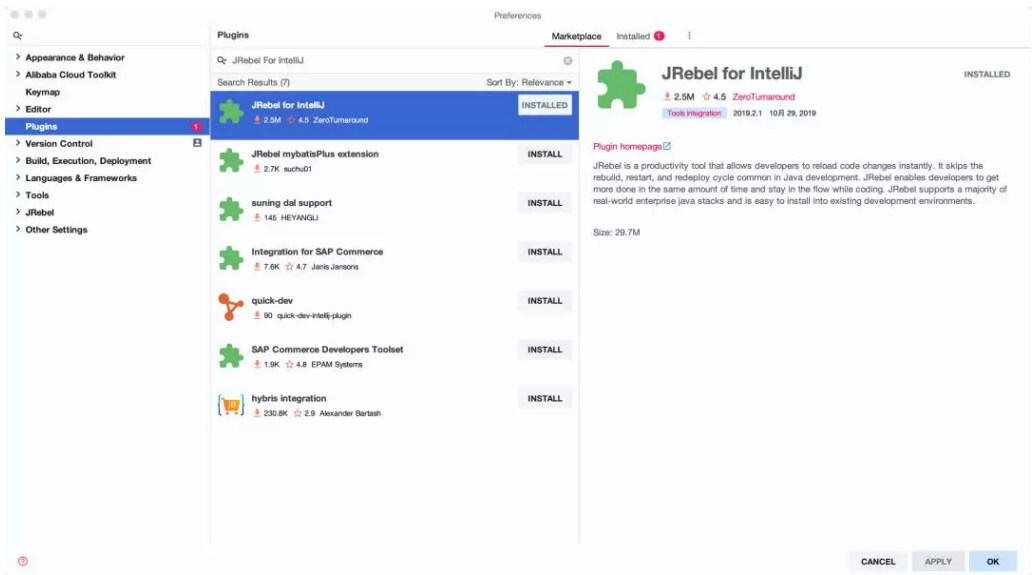 Preferences
Plugins
Marketplace Installed 1
Appearance & Behavior
Alibaba Cloud Toolkit
Keymap
Editor
Plugins 1
Version Control
Build, Execution, Deployment
Languages & Frameworks
Tools
JRebel
Other Settings
JRebel For IntelliJ
Search Results (7) Sort By: Relevance
JRebel for IntelliJ INSTALLED
2.5M 4.5 ZeroTurnaround
JRebel mybatisPlus extension INSTALL
2.7K suchu01
suning dal support INSTALL
145 HEYANGLI
Integration for SAP Commerce INSTALL
7.6K 4.7 Janis Jansons
quick-dev INSTALL
90 quick-dev-intellij-plugin
SAP Commerce Developers Toolset INSTALL
1.9K 4.8 EPAM Systems
hybris integration INSTALL
230.8K 2.9 Alexander Bartash
JRebel for IntelliJ INSTALLED
2.5M 4.5 ZeroTurnaround
Tools integration 2019.2.1 10月 29, 2019
Plugin homepage
JRebel is a productivity tool that allows developers to reload code changes instantly. It skips the
rebuild, restart, and redeploy cycle common in Java development. JRebel enables developers to get
more done in the same amount of time and stay in the flow while coding. JRebel supports a majority of
real-world enterprise java stacks and is easy to install into existing development environments.
Size: 29.7M
? CANCEL APPLY OK